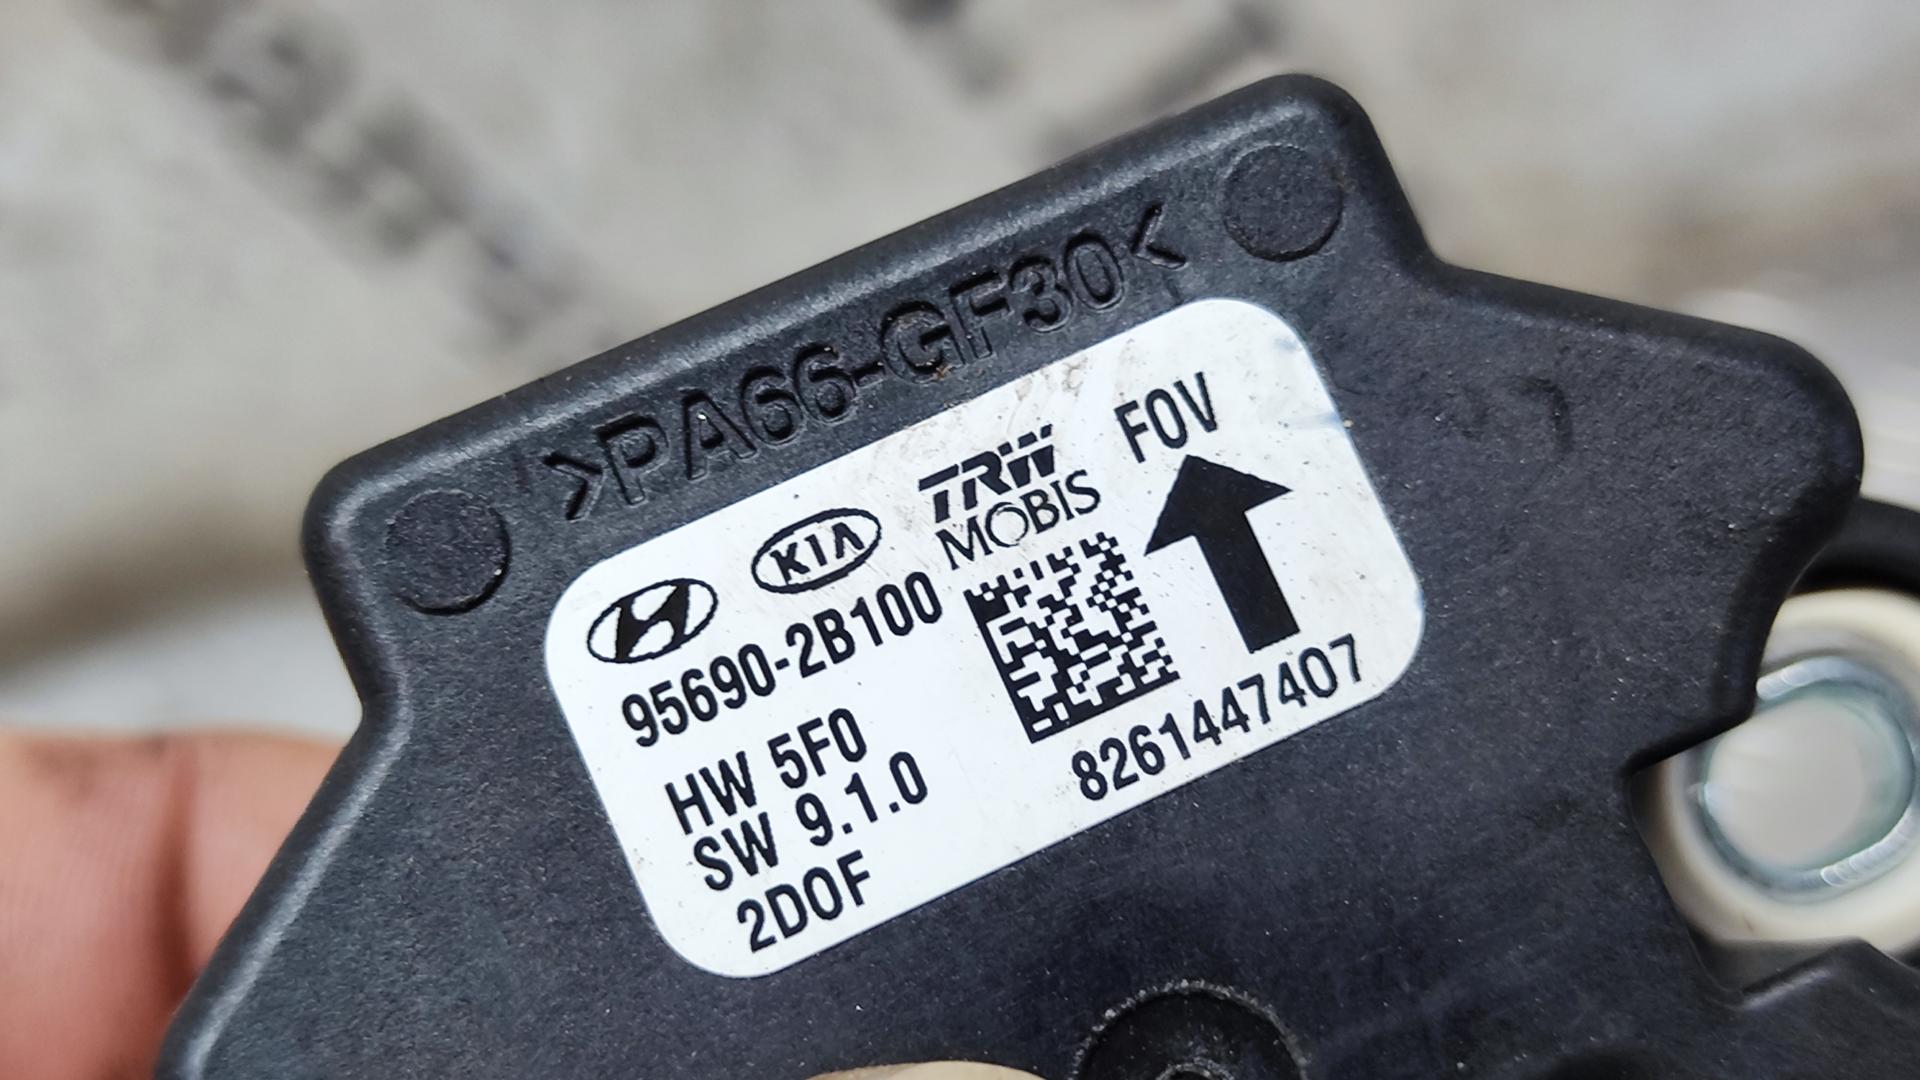 >PA66-GF30<
KIA
TRW
MOBIS
FOV
95690-2B100
HW 5F0
SW 9.1.0
2DOF
8261447407